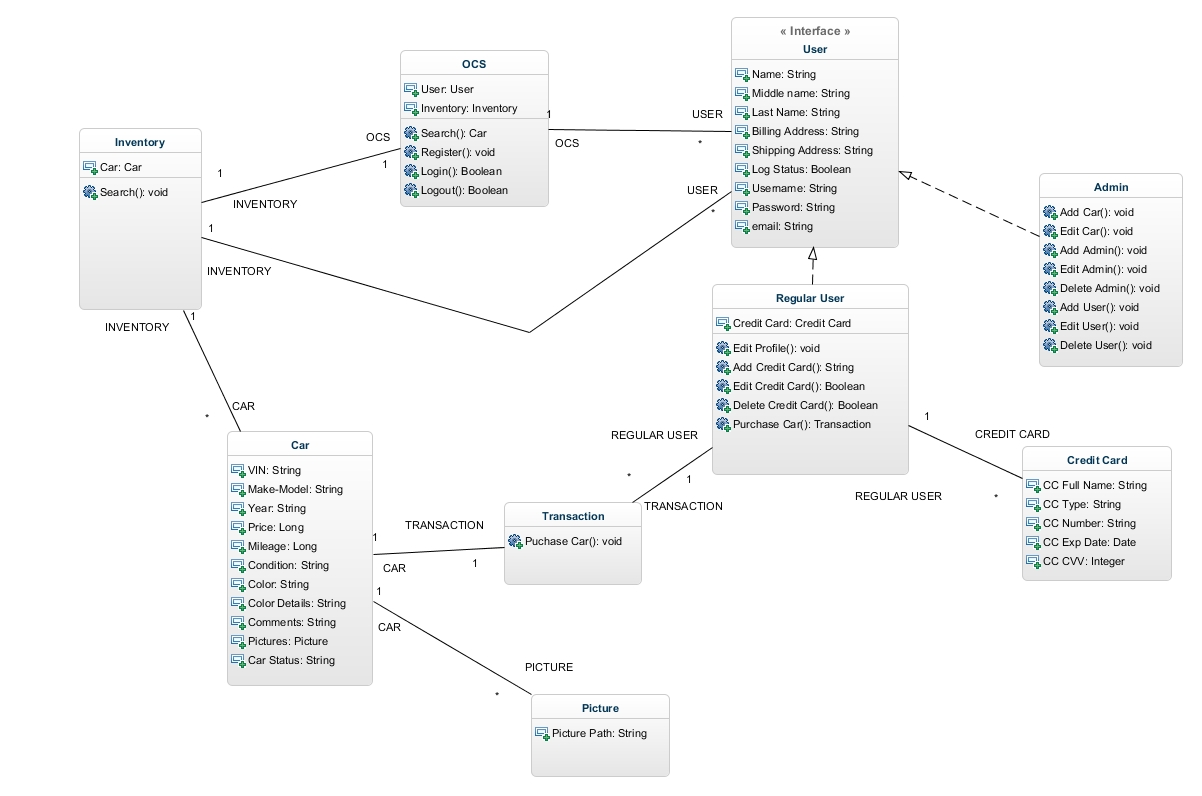 « Interface »
User
Name: String
Middle name: String
Last Name: String
Billing Address: String
Shipping Address: String
Log Status: Boolean
Username: String
Password: String
email: String
OCS
User: User
Inventory: Inventory
Search(): Car
Register(): void
Login(): Boolean
Logout(): Boolean
1
OCS
USER
*
Inventory
Car: Car
Search(): void
1
INVENTORY
OCS
1
1
INVENTORY
USER
*
1
INVENTORY
*
CAR
Admin
Add Car(): void
Edit Car(): void
Add Admin(): void
Edit Admin(): void
Delete Admin(): void
Add User(): void
Edit User(): void
Delete User(): void
Regular User
Credit Card: Credit Card
Edit Profile(): void
Add Credit Card(): String
Edit Credit Card(): Boolean
Delete Credit Card(): Boolean
Purchase Car(): Transaction
REGULAR USER
*
1
TRANSACTION
1
CREDIT CARD
REGULAR USER
*
Credit Card
CC Full Name: String
CC Type: String
CC Number: String
CC Exp Date: Date
CC CVV: Integer
Car
VIN: String
Make-Model: String
Year: String
Price: Long
Mileage: Long
Condition: String
Color: String
Color Details: String
Comments: String
Pictures: Picture
Car Status: String
TRANSACTION
1
CAR
1
Transaction
Puchase Car(): void
1
CAR
PICTURE
*
Picture
Picture Path: String